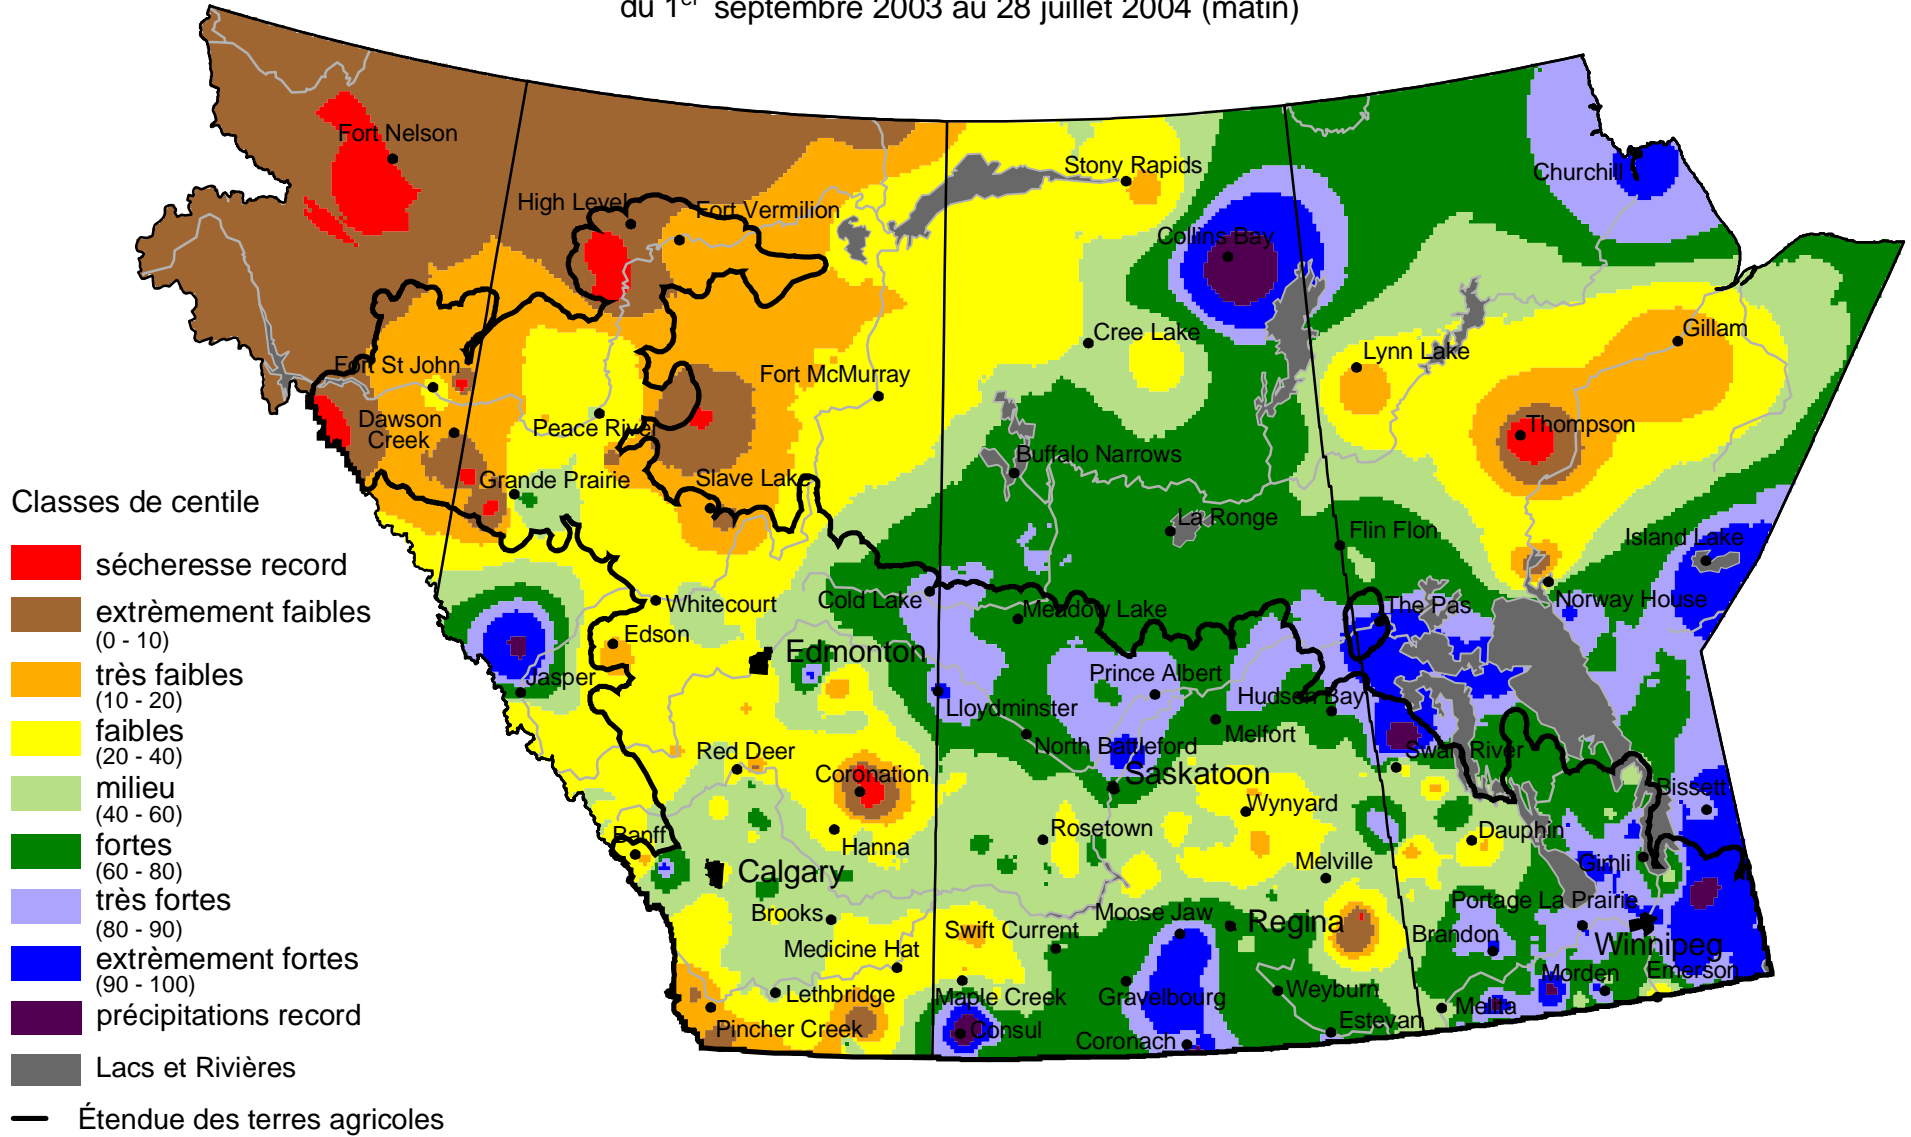 du 1er septembre 2003 au 28 juillet 2004 (matin)
Fort Nelson
Stony Rapids
Churchill
High Level
Fort Vermilion
Collins Bay
Gillam
Cree Lake
Lynn Lake
Fort St John
Fort McMurray
Dawson
Creek
Peace River
Thompson
Buffalo Narrows
Grande Prairie
Slave Lake
La Ronge
Flin Flon
Island Lake
Cold Lake
Meadow Lake
The Pas
Norway House
Whitecourt
Edson
Edmonton
Jasper
Prince Albert
Hudson Bay
Lloydminster
Melfort
North Battleford
Swan River
Red Deer
Coronation
Saskatoon
Bissett
Wynyard
Banff
Hanna
Rosetown
Dauphin
Melville
Gimli
Calgary
Brooks
Moose Jaw
Regina
Portage La Prairie
Medicine Hat
Swift Current
Brandon
Winnipeg
Morden
Emerson
Lethbridge
Maple Creek
Gravelbourg
Weyburn
Melita
Pincher Creek
Consul
Coronach
Estevan
Classes de centile
sécheresse record
extrèmement faibles
(0 - 10)
très faibles
(10 - 20)
faibles
(20 - 40)
milieu
(40 - 60)
fortes
(60 - 80)
très fortes
(80 - 90)
extrèmement fortes
(90 - 100)
précipitations record
Lacs et Rivières
Étendue des terres agricoles